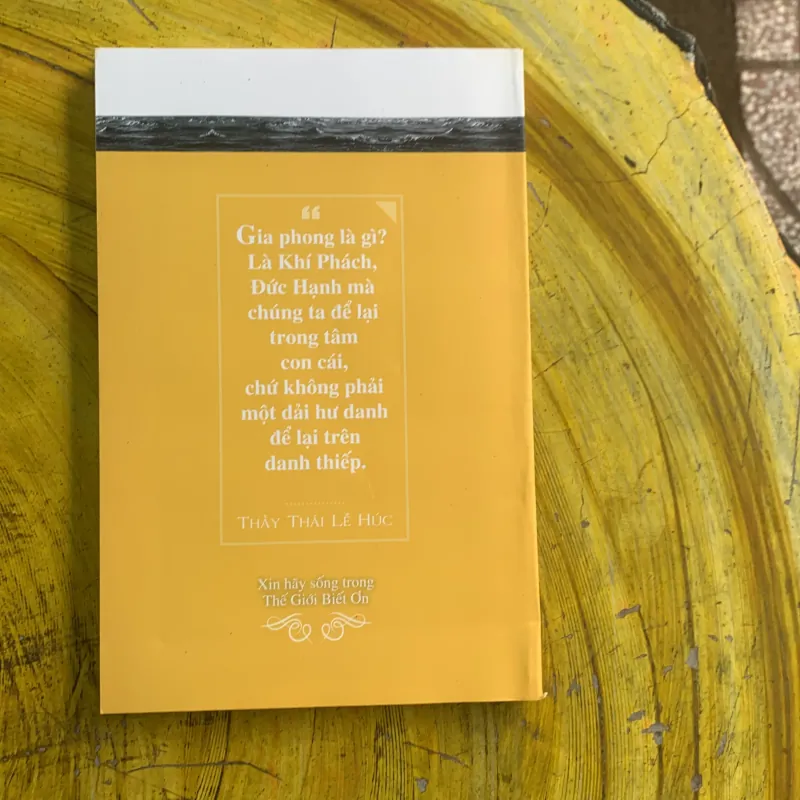 “
Gia phong là gì?
Là Khí Phách,
Đức Hạnh mà
chúng ta để lại
trong tâm
con cái,
chứ không phải
một dải hư danh
để lại trên
danh thiếp.
Thầy Thái Lễ Húc
Xin hãy sống trong
Thế Giới Biết Ơn